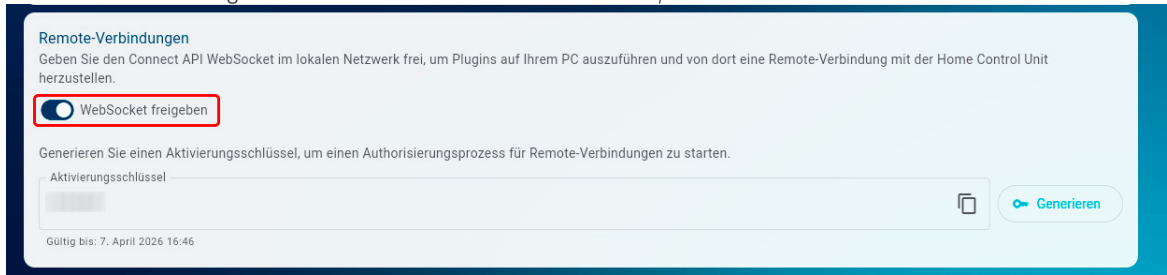 Remote-Verbindungen
Geben Sie den Connect API WebSocket im lokalen Netzwerk frei, um Plugins auf Ihrem PC auszuführen und von dort eine Remote-Verbindung mit der Home Control Unit
herzustellen.
WebSocket freigeben
Generieren Sie einen Aktivierungsschlüssel, um einen Authorisierungsprozess für Remote-Verbindungen zu starten.
Aktivierungsschlüssel
Generieren
Gültig bis: 7. April 2026 16:46